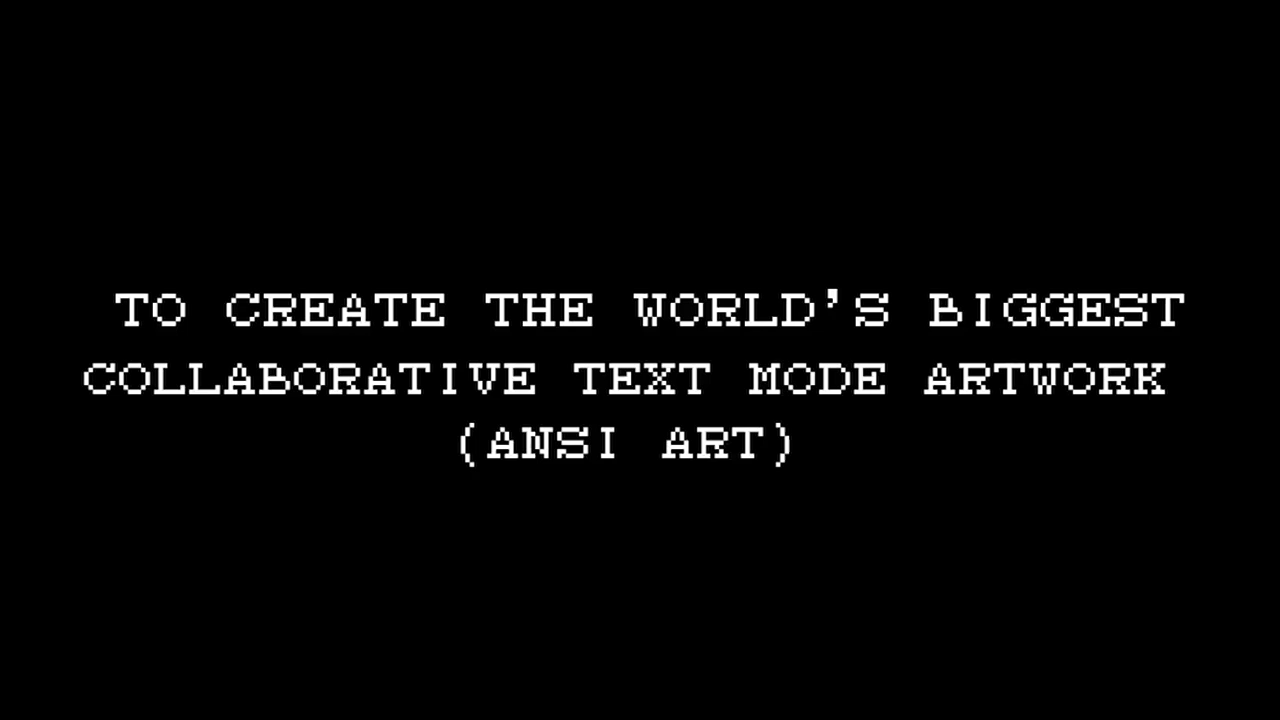 TO CREATE THE WORLD'S BIGGEST
COLLABORATIVE TEXT MODE ARTWORK
(ANSI ART)